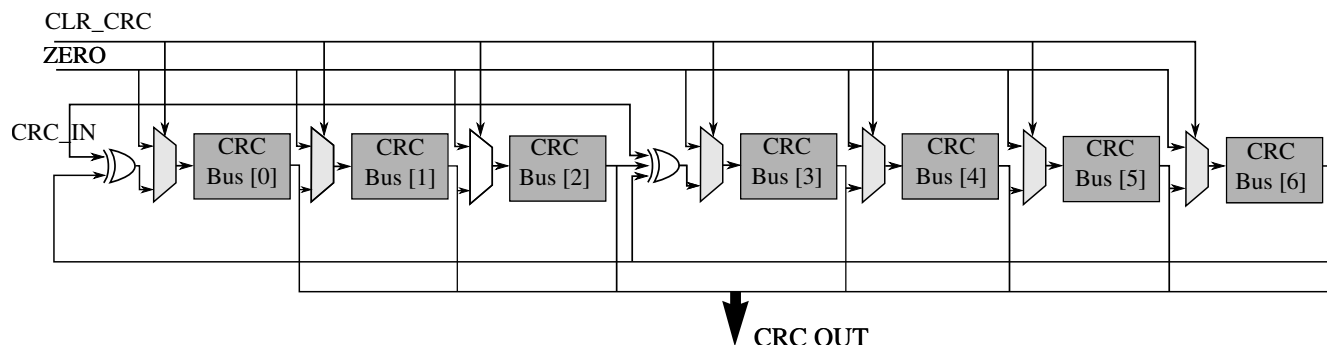 CLR_CRC
ZERO
CRC_IN
CRC
Bus [0]
CRC
Bus [1]
CRC
Bus [2]
CRC
Bus [3]
CRC
Bus [4]
CRC
Bus [5]
CRC
Bus [6]
CRC OUT